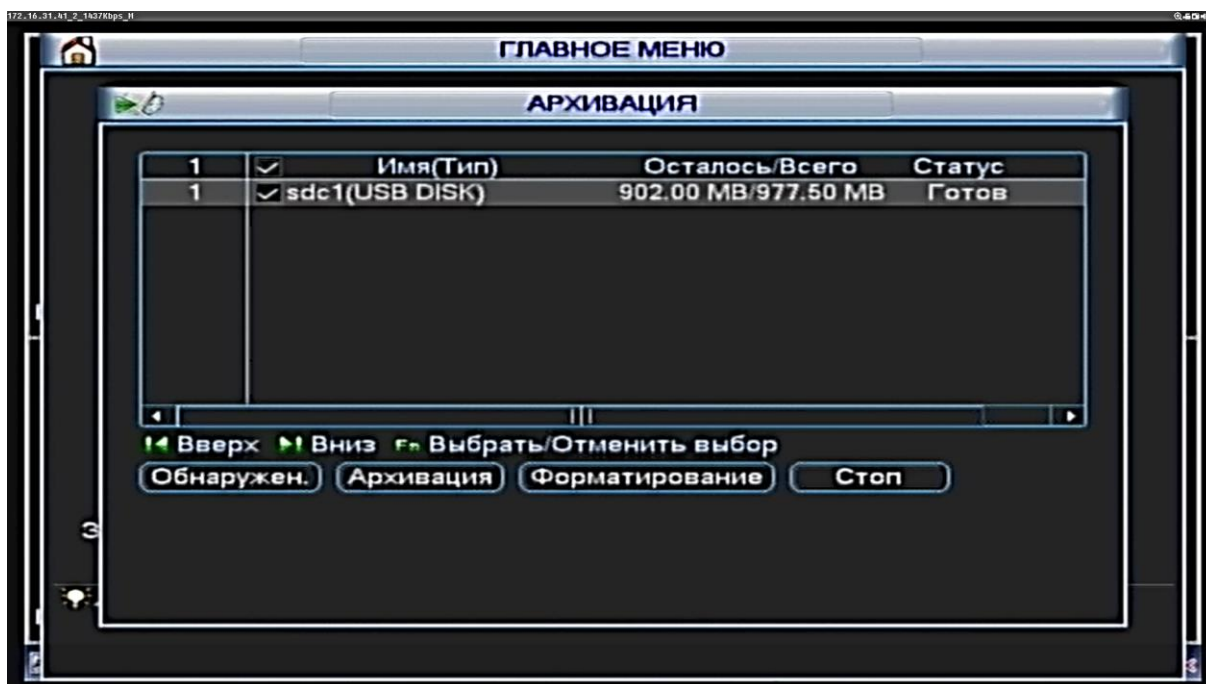 172.16.31.41_2_1437Kbps_M
ГЛАВНОЕ МЕНЮ
АРХИВАЦИЯ
1 Имя(Тип) Осталось/Всего Статус
1 sdc1(USB DISK) 902.00 MB/977.50 MB Готов
Вверх Вниз Fn Выбрать/Отменить выбор
Обнаружен. Архивация Форматирование Стоп
З